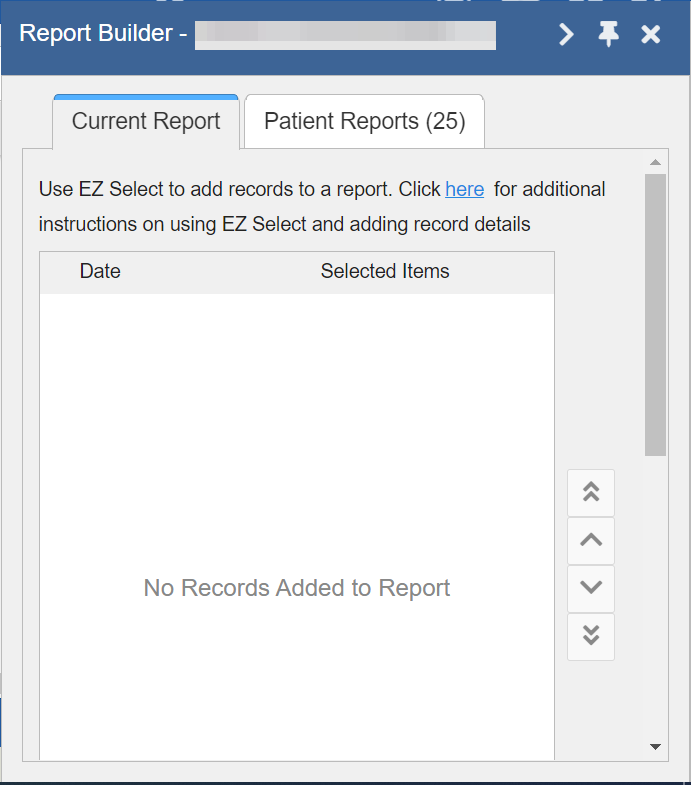 Report Builder -
Current Report
Patient Reports (25)
Use EZ Select to add records to a report. Click here for additional
instructions on using EZ Select and adding record details
Date Selected Items
No Records Added to Report